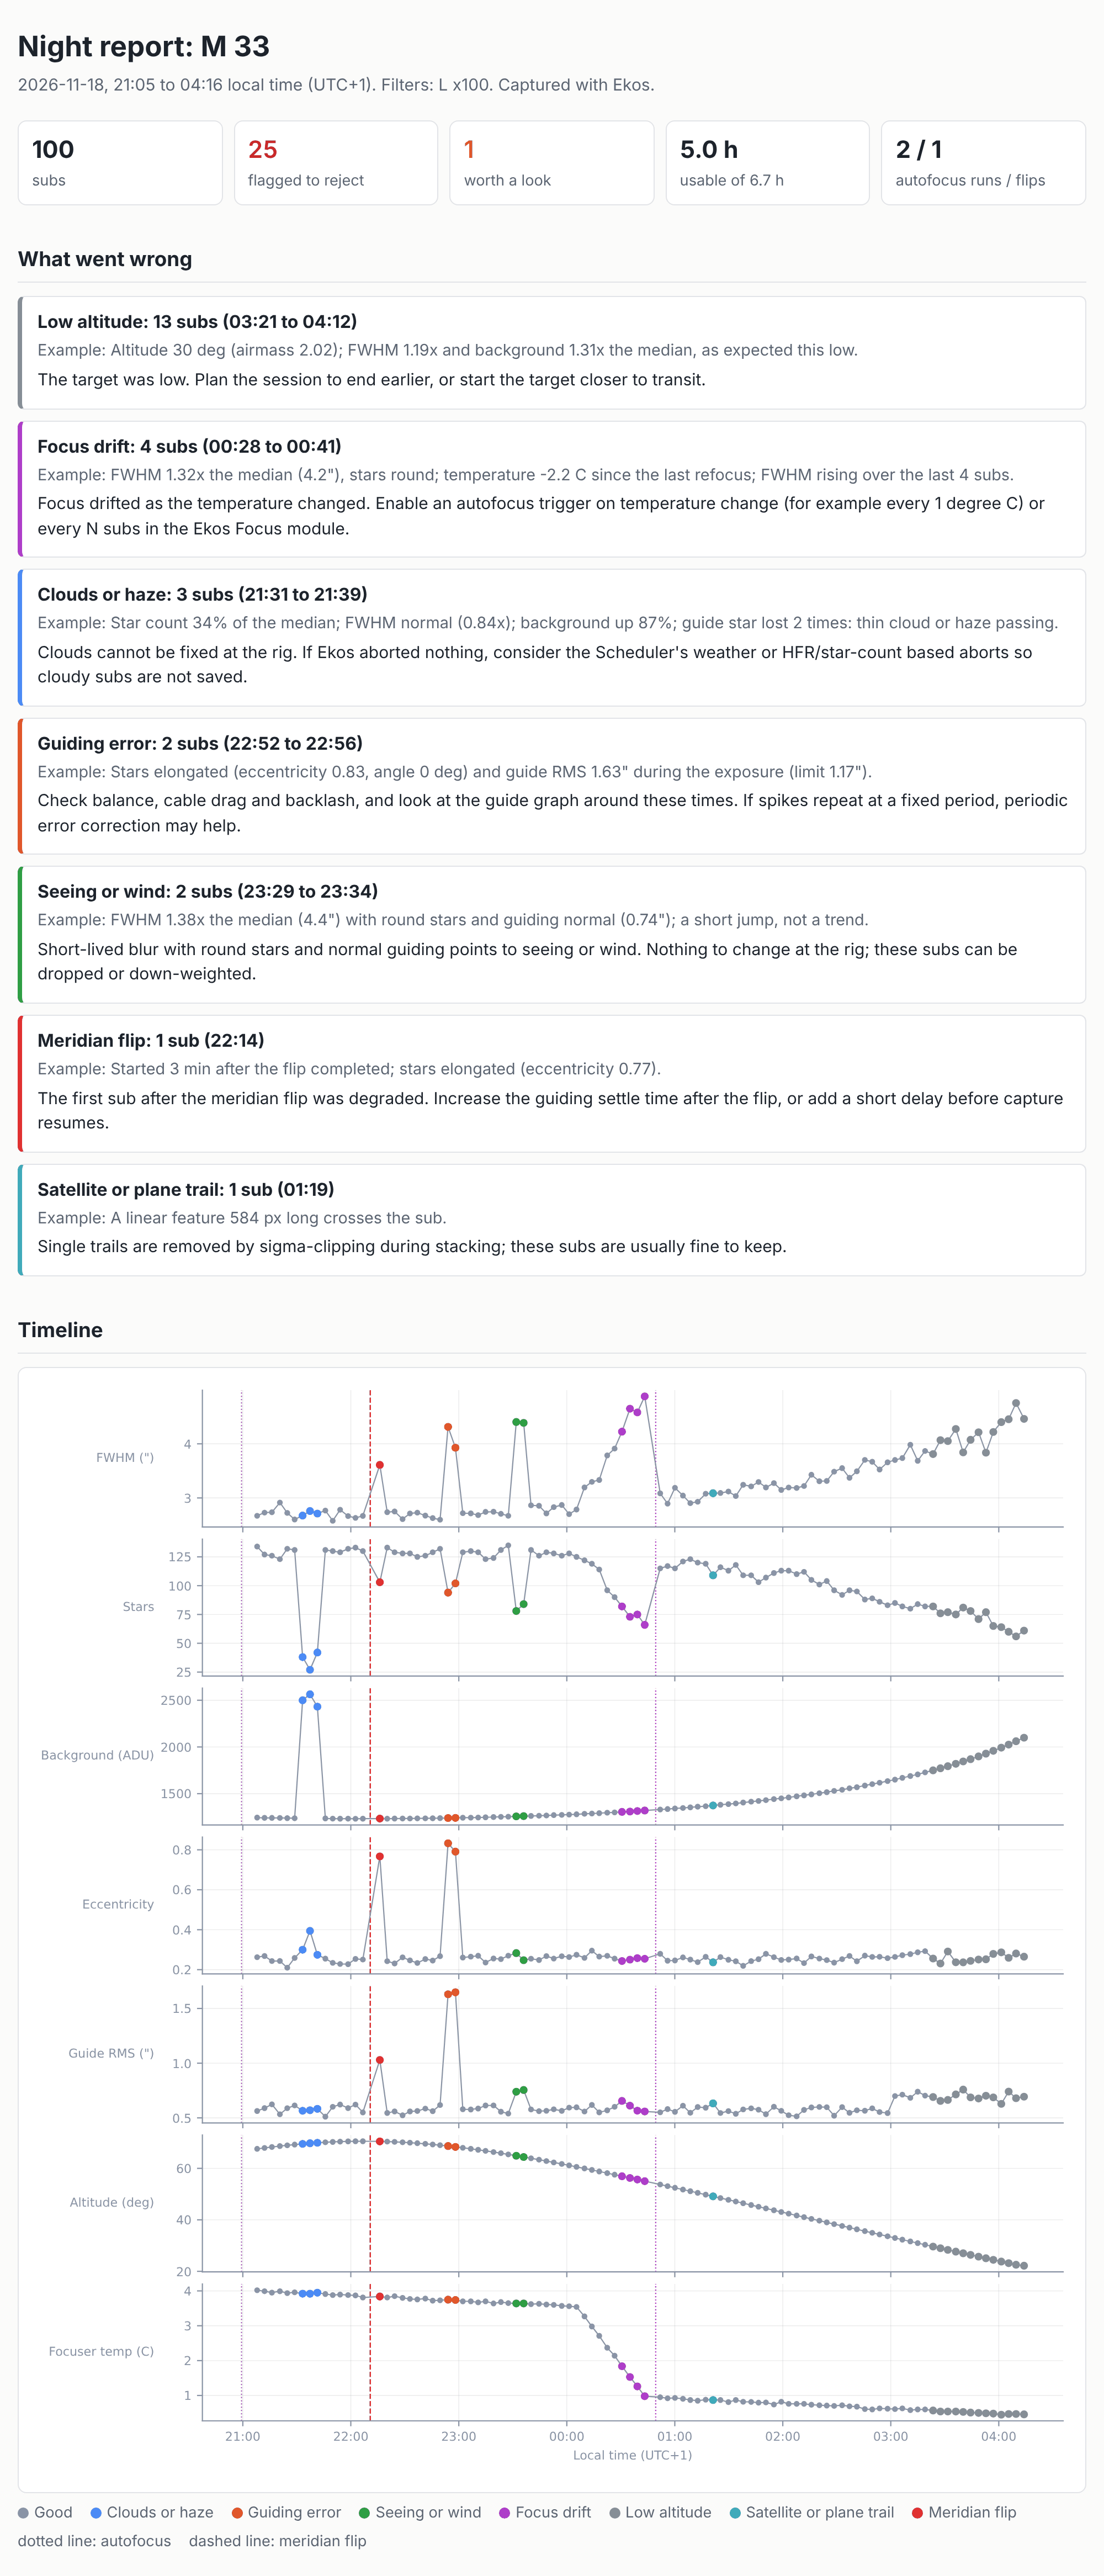 Night report: M 33
2026-11-18, 21:05 to 04:16 local time (UTC+1). Filters: L x100. Captured with Ekos.
100
subs
25
flagged to reject
1
worth a look
5.0 h
usable of 6.7 h
2 / 1
autofocus runs / flips
What went wrong
Low altitude: 13 subs (03:21 to 04:12)
Example: Altitude 30 deg (airmass 2.02); FWHM 1.19x and background 1.31x the median, as expected this low.
The target was low. Plan the session to end earlier, or start the target closer to transit.
Focus drift: 4 subs (00:28 to 00:41)
Example: FWHM 1.32x the median (4.2"), stars round; temperature -2.2 C since the last refocus; FWHM rising over the last 4 subs.
Focus drifted as the temperature changed. Enable an autofocus trigger on temperature change (for example every 1 degree C) or
every N subs in the Ekos Focus module.
Clouds or haze: 3 subs (21:31 to 21:39)
Example: Star count 34% of the median; FWHM normal (0.84x); background up 87%; guide star lost 2 times: thin cloud or haze passing.
Clouds cannot be fixed at the rig. If Ekos aborted nothing, consider the Scheduler's weather or HFR/star-count based aborts so
cloudy subs are not saved.
Guiding error: 2 subs (22:52 to 22:56)
Example: Stars elongated (eccentricity 0.83, angle 0 deg) and guide RMS 1.63" during the exposure (limit 1.17").
Check balance, cable drag and backlash, and look at the guide graph around these times. If spikes repeat at a fixed period, periodic
error correction may help.
Seeing or wind: 2 subs (23:29 to 23:34)
Example: FWHM 1.38x the median (4.4") with round stars and guiding normal (0.74"); a short jump, not a trend.
Short-lived blur with round stars and normal guiding points to seeing or wind. Nothing to change at the rig; these subs can be
dropped or down-weighted.
Meridian flip: 1 sub (22:14)
Example: Started 3 min after the flip completed; stars elongated (eccentricity 0.77).
The first sub after the meridian flip was degraded. Increase the guiding settle time after the flip, or add a short delay before capture
resumes.
Satellite or plane trail: 1 sub (01:19)
Example: A linear feature 584 px long crosses the sub.
Single trails are removed by sigma-clipping during stacking; these subs are usually fine to keep.
Timeline
FWHM (")
4
3
Stars
125
100
75
50
25
Background (ADU)
2500
2000
1500
Eccentricity
0.8
0.6
0.4
0.2
Guide RMS (")
1.5
1.0
0.5
Altitude (deg)
60
40
20
Focuser temp (C)
4
3
2
1
21:00 22:00 23:00 00:00 01:00 02:00 03:00 04:00
Local time (UTC+1)
Good Clouds or haze Guiding error Seeing or wind Focus drift Low altitude Satellite or plane trail Meridian flip
dotted line: autofocus dashed line: meridian flip